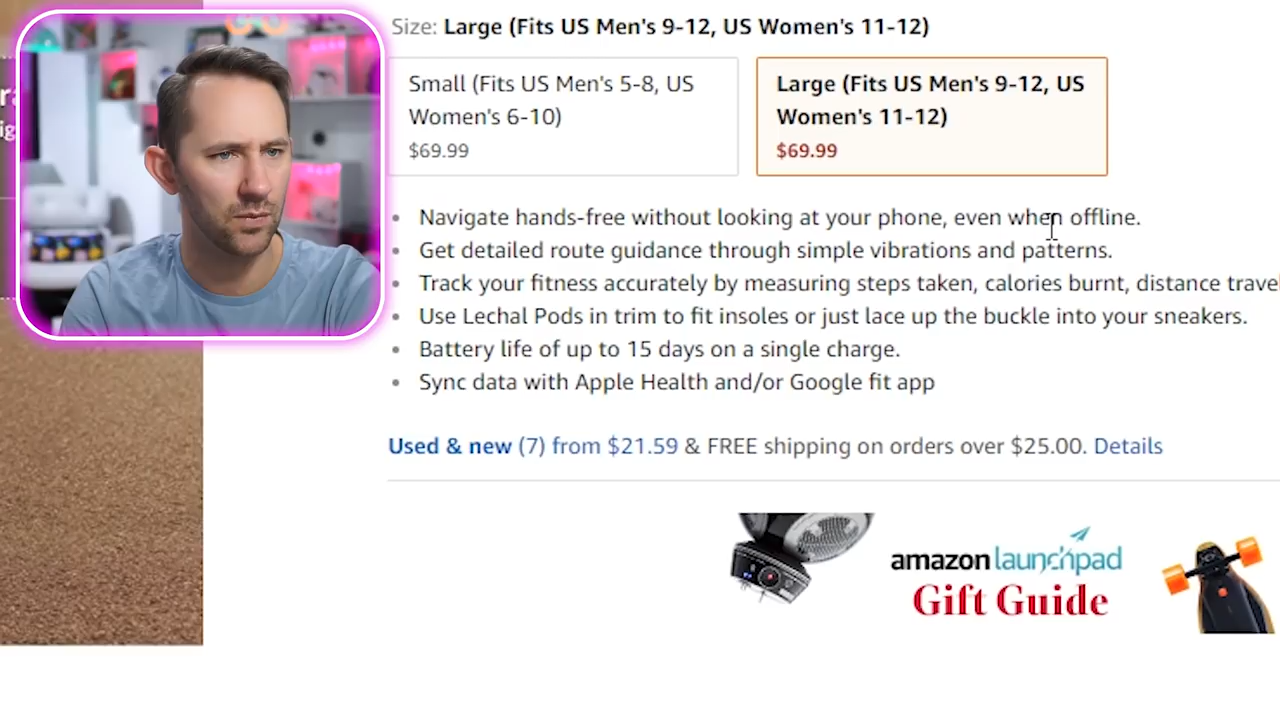 Size: Large (Fits US Men's 9-12, US Women's 11-12)
Small (Fits US Men's 5-8, US
Women's 6-10)
$69.99
Large (Fits US Men's 9-12, US
Women's 11-12)
$69.99
• Navigate hands-free without looking at your phone, even when offline.
• Get detailed route guidance through simple vibrations and patterns.
• Track your fitness accurately by measuring steps taken, calories burnt, distance travel
• Use Lechal Pods in trim to fit insoles or just lace up the buckle into your sneakers.
• Battery life of up to 15 days on a single charge.
• Sync data with Apple Health and/or Google fit app
Used & new (7) from $21.59 & FREE shipping on orders over $25.00. Details
amazon launchpad
Gift Guide